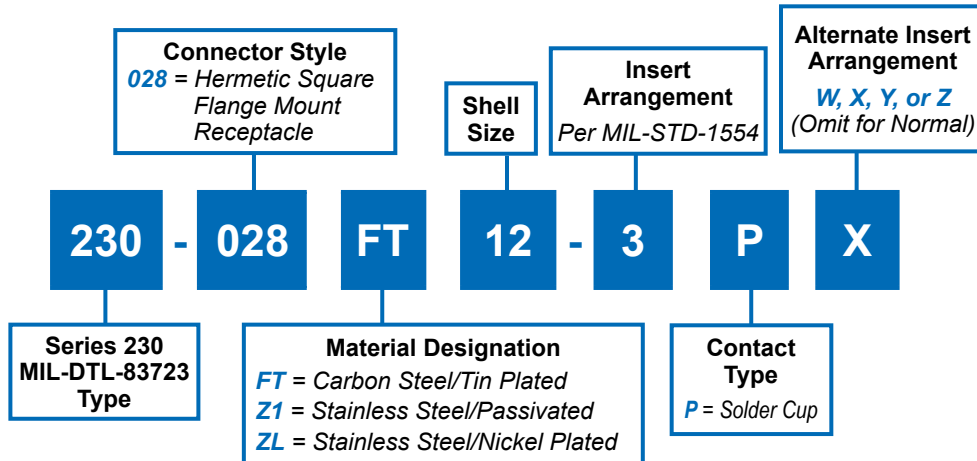 Connector Style
028 = Hermetic Square
Flange Mount
Receptacle
Shell
Size
Insert
Arrangement
Per MIL-STD-1554
Alternate Insert
Arrangement
W, X, Y, or Z
(Omit for Normal)
230 - 028 FT 12 - 3 P X
Series 230
MIL-DTL-83723
Type
Material Designation
FT = Carbon Steel/Tin Plated
Z1 = Stainless Steel/Passivated
ZL = Stainless Steel/Nickel Plated
Contact
Type
P = Solder Cup